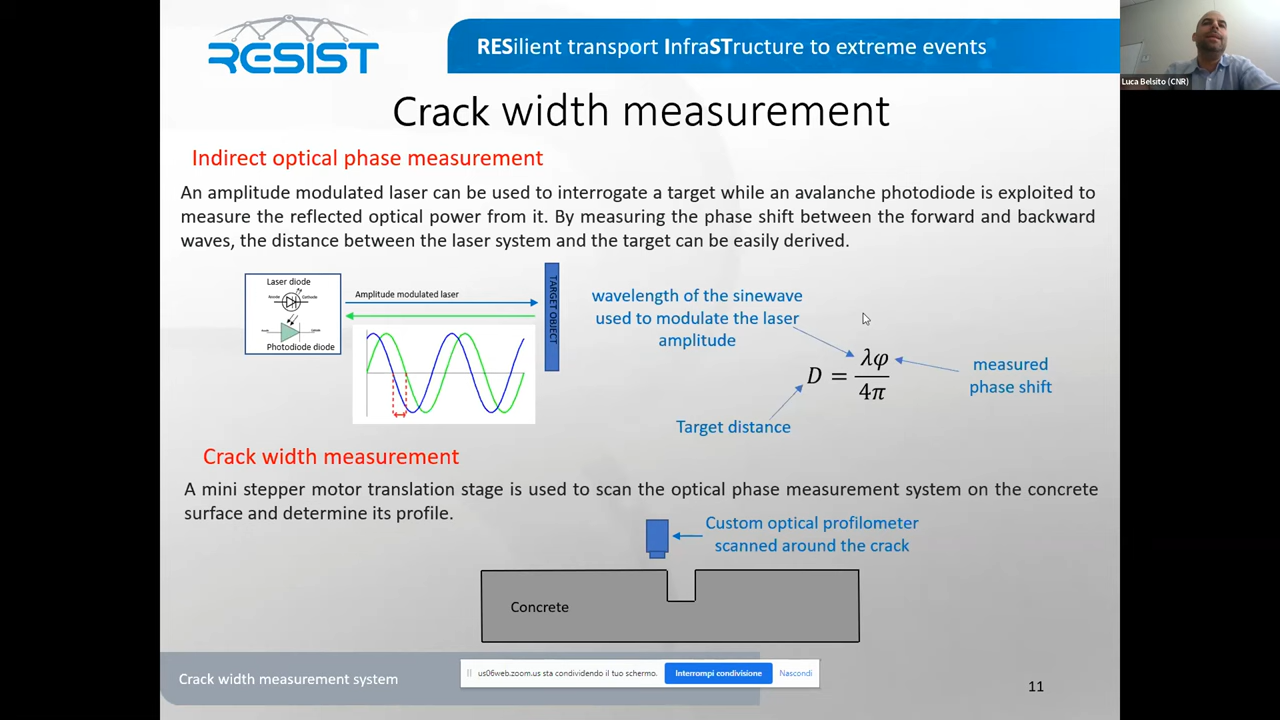 RESIST
RESilient transport InfraSTructure to extreme events
Luca Belsito (CNR)
Crack width measurement
Indirect optical phase measurement
An amplitude modulated laser can be used to interrogate a target while an avalanche photodiode is exploited to
measure the reflected optical power from it. By measuring the phase shift between the forward and backward
waves, the distance between the laser system and the target can be easily derived.
Laser diode
Anode
Cathode
Photodiode diode
Amplitude modulated laser
TARGET OBJECT
wavelength of the sinewave
used to modulate the laser
amplitude
D = λφ
4π
measured
phase shift
Target distance
Crack width measurement
A mini stepper motor translation stage is used to scan the optical phase measurement system on the concrete
surface and determine its profile.
Custom optical profilometer
scanned around the crack
Concrete
us06web.zoom.us sta condividendo il tuo schermo.
Interrompi condivisione
Nascondi
Crack width measurement system
11